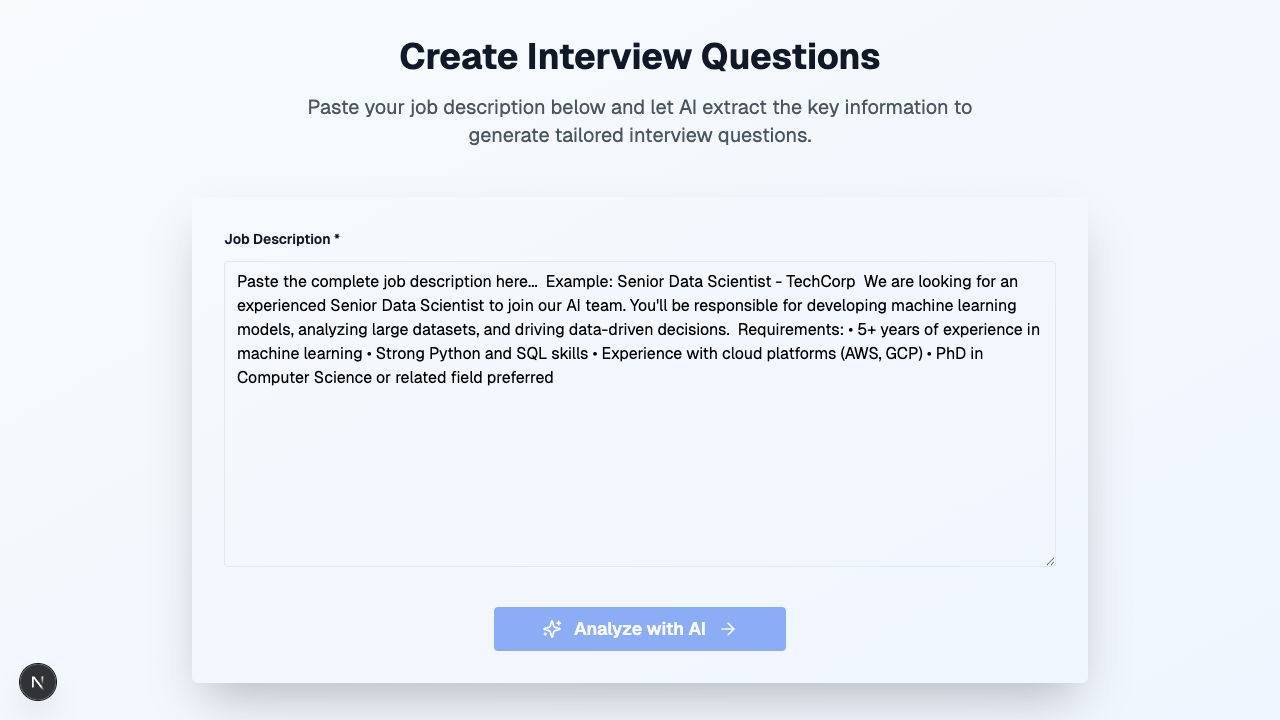 Create Interview Questions
Paste your job description below and let AI extract the key information to
generate tailored interview questions.
Job Description *
Paste the complete job description here...  Example: Senior Data Scientist - TechCorp  We are looking for an
experienced Senior Data Scientist to join our AI team. You'll be responsible for developing machine learning
models, analyzing large datasets, and driving data-driven decisions.  Requirements: • 5+ years of experience in
machine learning • Strong Python and SQL skills • Experience with cloud platforms (AWS, GCP) • PhD in
Computer Science or related field preferred
Analyze with AI
N